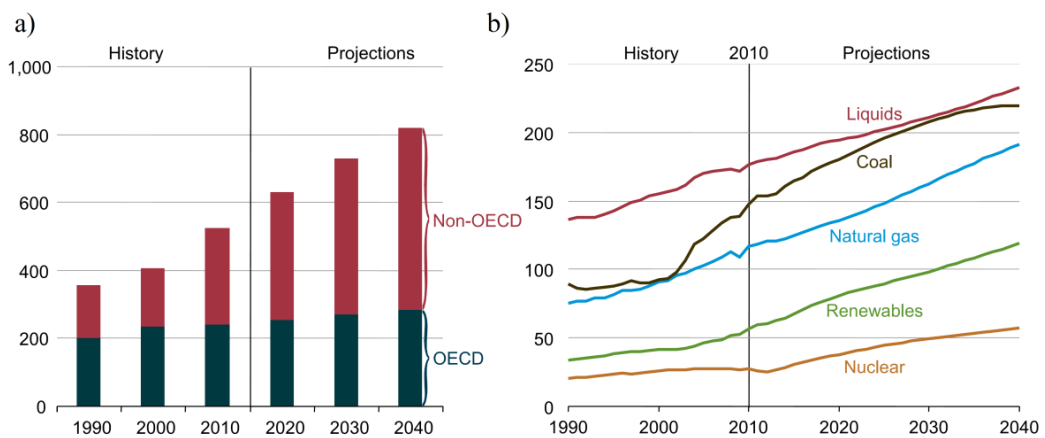 a)
History Projections
1,000
800
600
400
200
0
Non-OECD
OECD
1990 2000 2010 2020 2030 2040
b)
History 2010 Projections
250
200
150
100
50
0
Liquids
Coal
Natural gas
Renewables
Nuclear
1990 2000 2010 2020 2030 2040